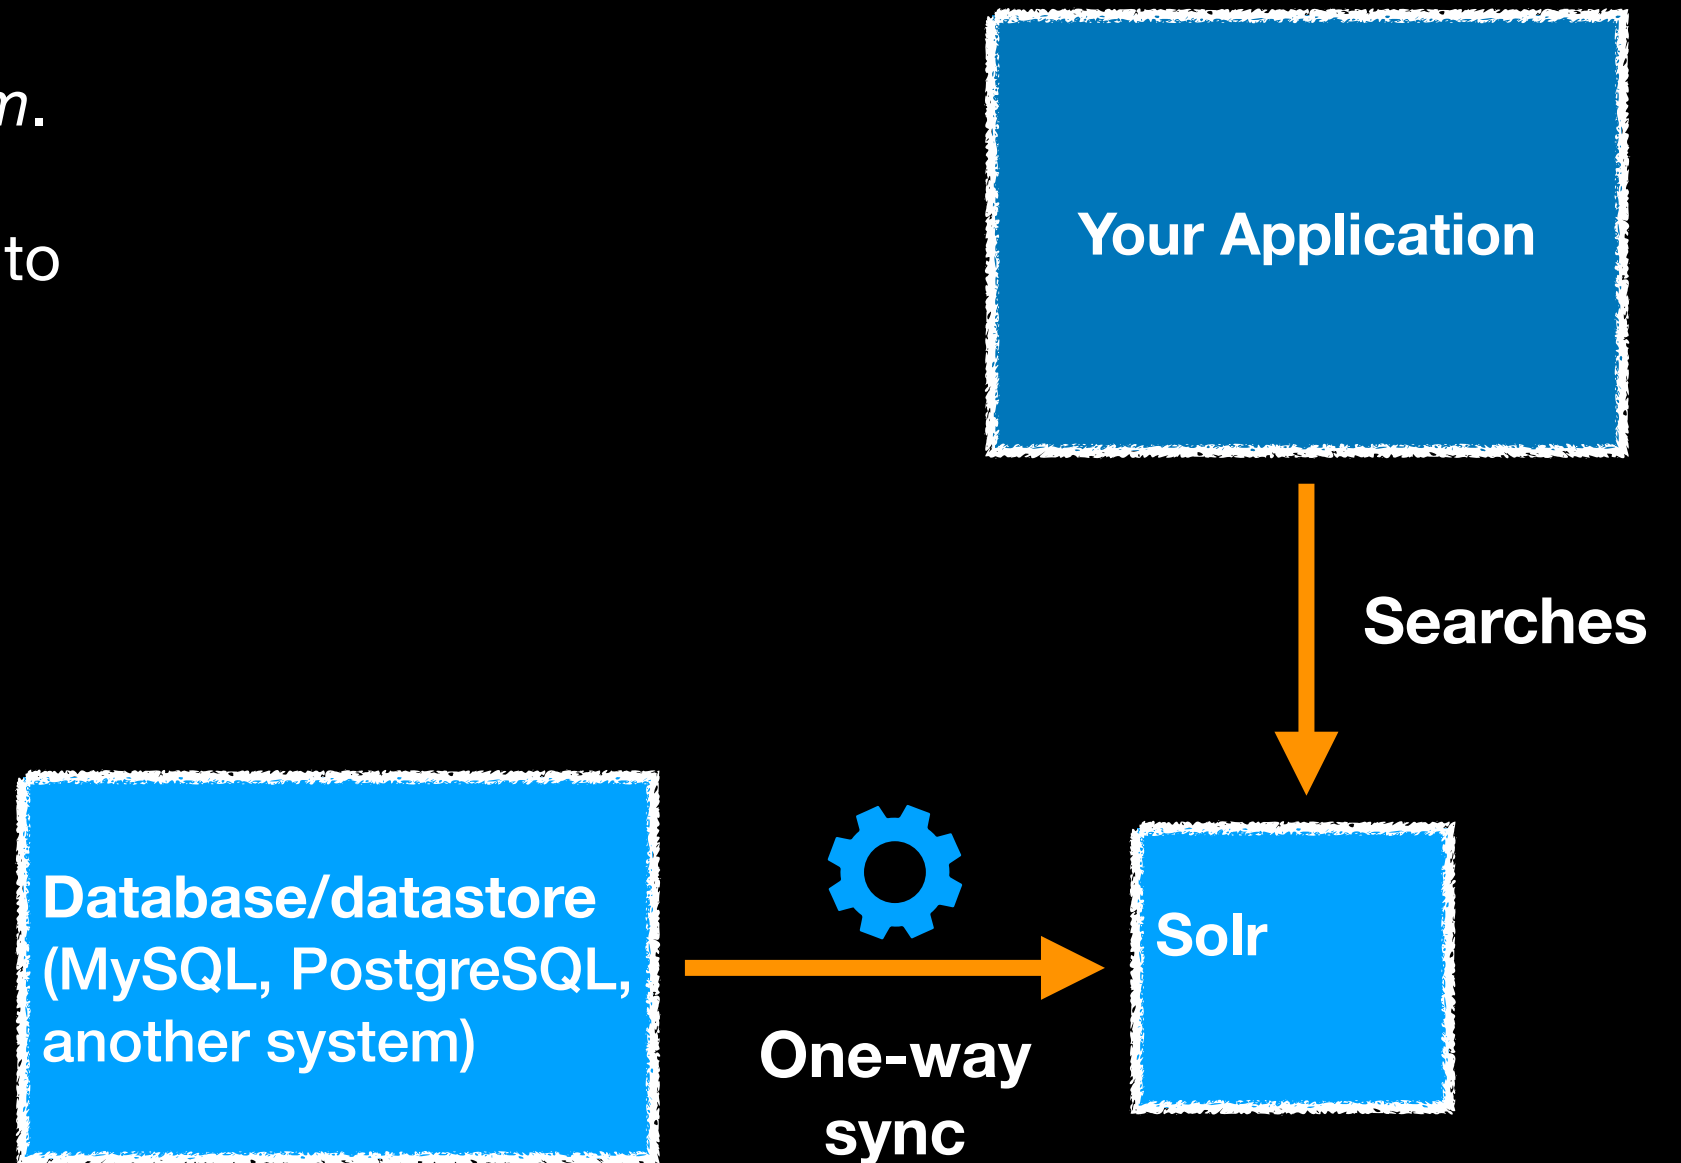 m.
to
Your Application
Searches
Database/datastore
(MySQL, PostgreSQL,
another system)
One-way
sync
Solr